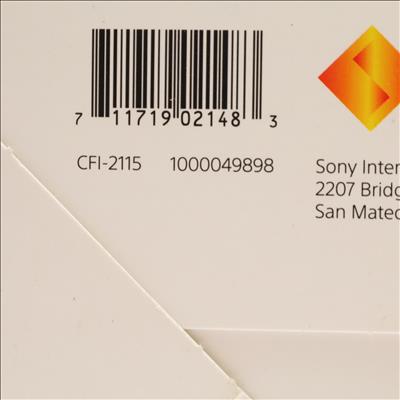 7 11719 02148 3
CFI-2115 1000049898
Sony Inter
2207 Bridg
San Mateo